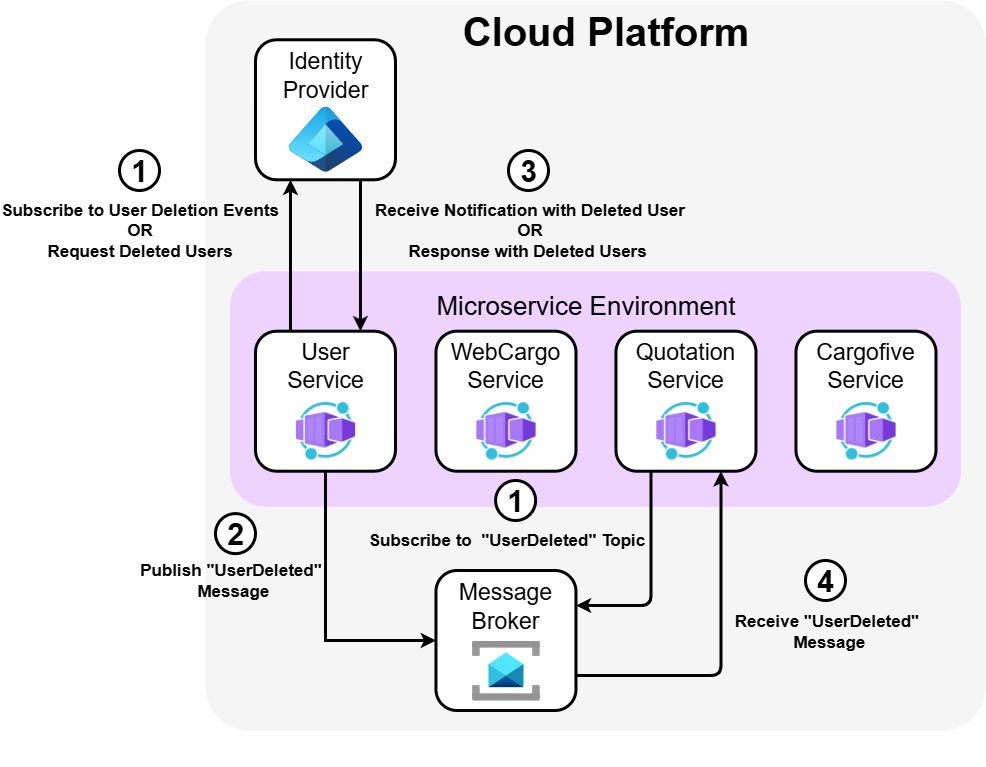 Cloud Platform
Identity
Provider
1
Subscribe to User Deletion Events
OR
Request Deleted Users
3
Receive Notification with Deleted User
OR
Response with Deleted Users
Microservice Environment
User
Service
WebCargo
Service
Quotation
Service
Cargofive
Service
1
Subscribe to "UserDeleted" Topic
2
Publish "UserDeleted"
Message
Message
Broker
4
Receive "UserDeleted"
Message